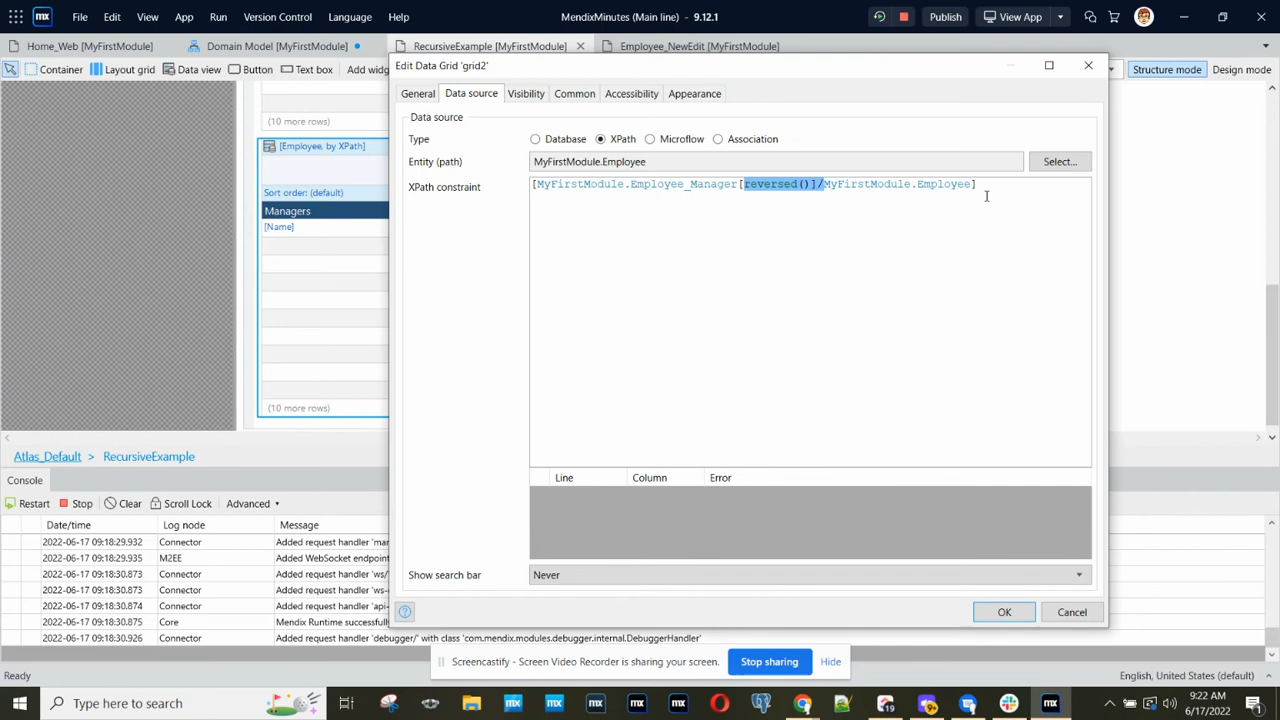 File Edit View App Run Version Control Language Help MendixMinutes (Main line) - 9.12.1 Publish View App
Home_Web [MyFirstModule] Domain Model [MyFirstModule] RecursiveExample [MyFirstModule] Employee_NewEdit [MyFirstModule]
Container Layout grid Data view Button Text box Add widg Structure mode Design mode
Edit Data Grid 'grid2'
General Data source Visibility Common Accessibility Appearance
Data source
Type Database XPath Microflow Association
Entity (path) MyFirstModule.Employee Select...
XPath constraint [MyFirstModule.Employee_Manager[reversed()]/MyFirstModule.Employee]
Line Column Error
Show search bar Never
OK Cancel
(10 more rows)
[Employee, by XPath]
Sort order: (default)
Managers
[Name]
(10 more rows)
Atlas_Default > RecursiveExample
Console
Restart Stop Clear Scroll Lock Advanced
Date/time Log node Message
2022-06-17 09:18:29.932 Connector Added request handler 'mar
2022-06-17 09:18:29.935 M2EE Added WebSocket endpoint
2022-06-17 09:18:30.873 Connector Added request handler 'ws/'
2022-06-17 09:18:30.873 Connector Added request handler 'ws-
2022-06-17 09:18:30.874 Connector Added request handler 'api-
2022-06-17 09:18:30.622 Core Mendix Runtime successfull
2022-06-17 09:18:30.926 Connector Added request handler 'debugger/' with class 'com.mendix.modules.debugger.internal.DebuggerHandler'
Screencastify - Screen Video Recorder is sharing your screen. Stop sharing Hide
Ready English, United States (default)
Type here to search 19 9+ 9:22 AM
6/17/2022